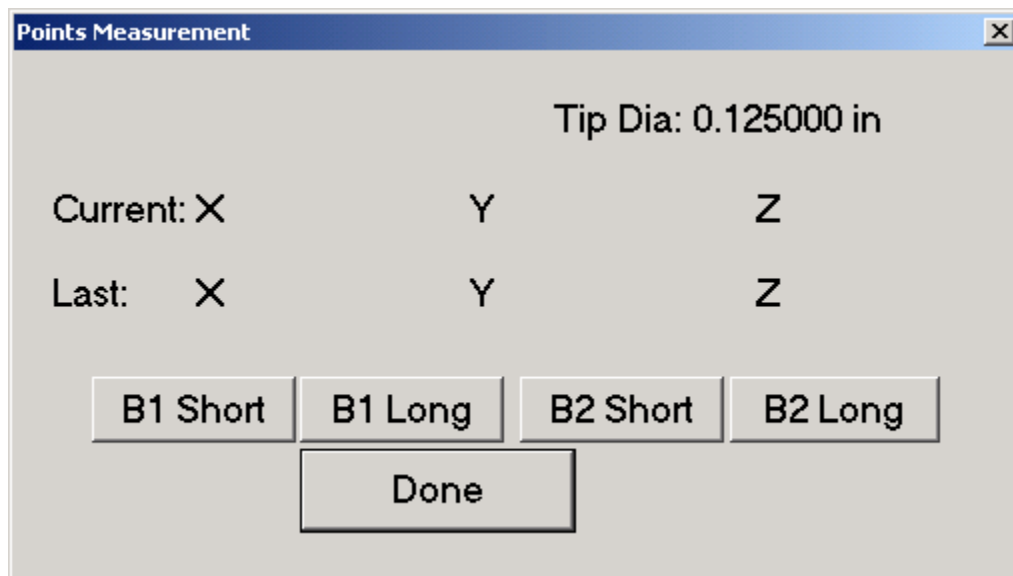 Points Measurement
Tip Dia: 0.125000 in
Current: X Y Z
Last: X Y Z
B1 Short B1 Long B2 Short B2 Long
Done